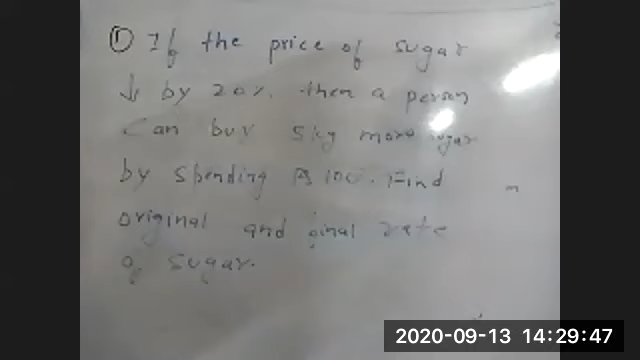 ① If the price of sugar
↓ by 20%. then a person
can buy 5kg more sugar
by spending Rs 100. Find
original and final rate
of sugar.
2020-09-13 14:29:47